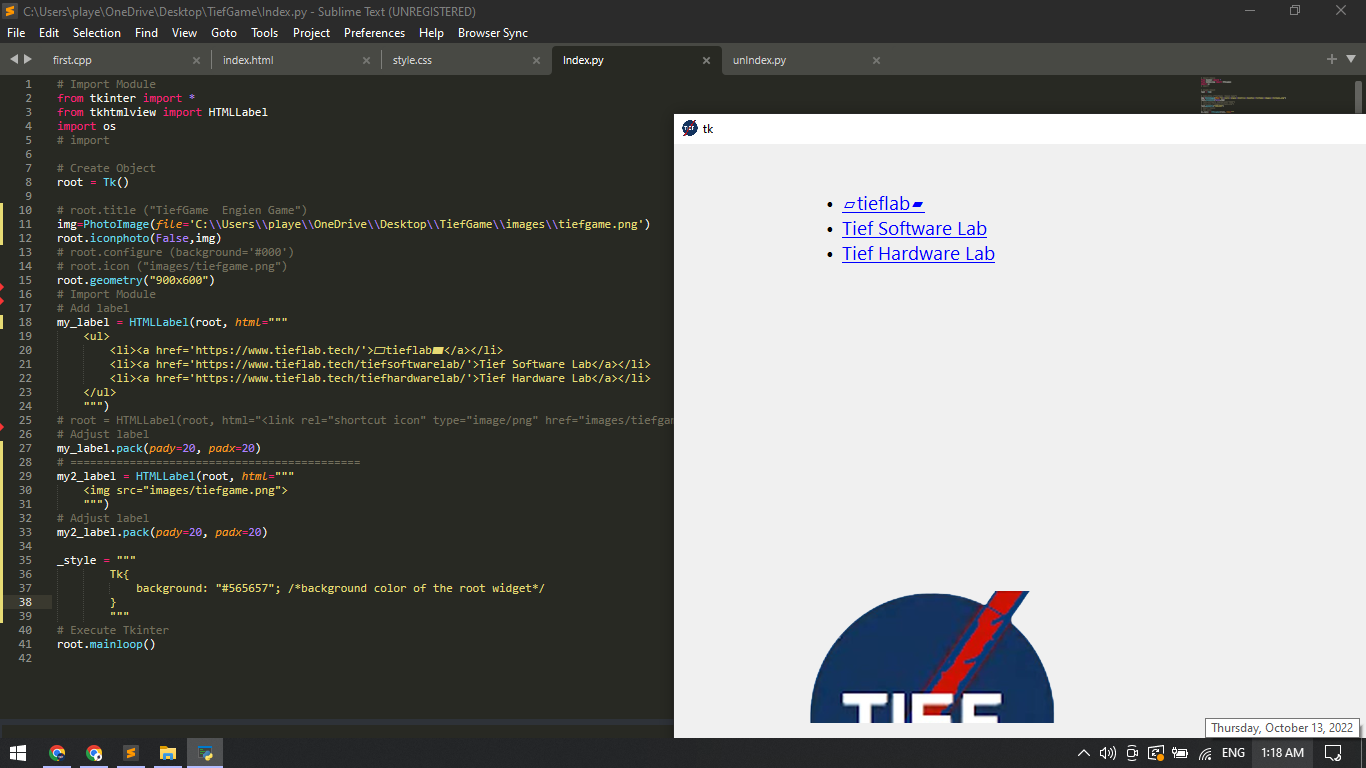 C:\Users\playe\OneDrive\Desktop\TiefGame\Index.py - Sublime Text (UNREGISTERED)
File Edit Selection Find View Goto Tools Project Preferences Help Browser Sync
first.cpp index.html style.css Index.py unIndex.py
1 # Import Module
2 from tkinter import *
3 from tkhtmlview import HTMLLabel
4 import os
5 # import
6
7 # Create Object
8 root = Tk()
9
10 # root.title ("TiefGame  Engien Game")
11 img=PhotoImage(file='C:\\Users\\playe\\OneDrive\\Desktop\\TiefGame\\images\\tiefgame.png')
12 root.iconphoto(False,img)
13 # root.configure (background='#000')
14 # root.icon ("images/tiefgame.png")
15 root.geometry("900x600")
16 # Import Module
17 # Add label
18 my_label = HTMLLabel(root, html="""
19 <ul>
20 <li><a href='https://www.tieflab.tech/'>▱tieflab▰</a></li>
21 <li><a href='https://www.tieflab.tech/tiefsoftwarelab/'>Tief Software Lab</a></li>
22 <li><a href='https://www.tieflab.tech/tiefhardwarelab/'>Tief Hardware Lab</a></li>
23 </ul>
24 """)
25 # root = HTMLLabel(root, html="<link rel="shortcut icon" type="image/png" href="images/tiefgam
26 # Adjust label
27 my_label.pack(pady=20, padx=20)
28 # ============================================
29 my2_label = HTMLLabel(root, html="""
30 <img src="images/tiefgame.png">
31 """)
32 # Adjust label
33 my2_label.pack(pady=20, padx=20)
34
35 _style = """
36 Tk{
37 background: "#565657"; /*background color of the root widget*/
38 }
39 """
40 # Execute Tkinter
41 root.mainloop()
42
TIEF tk
▱tieflab▰
Tief Software Lab
Tief Hardware Lab
TIEF
Thursday, October 13, 2022
ENG 1:18 AM